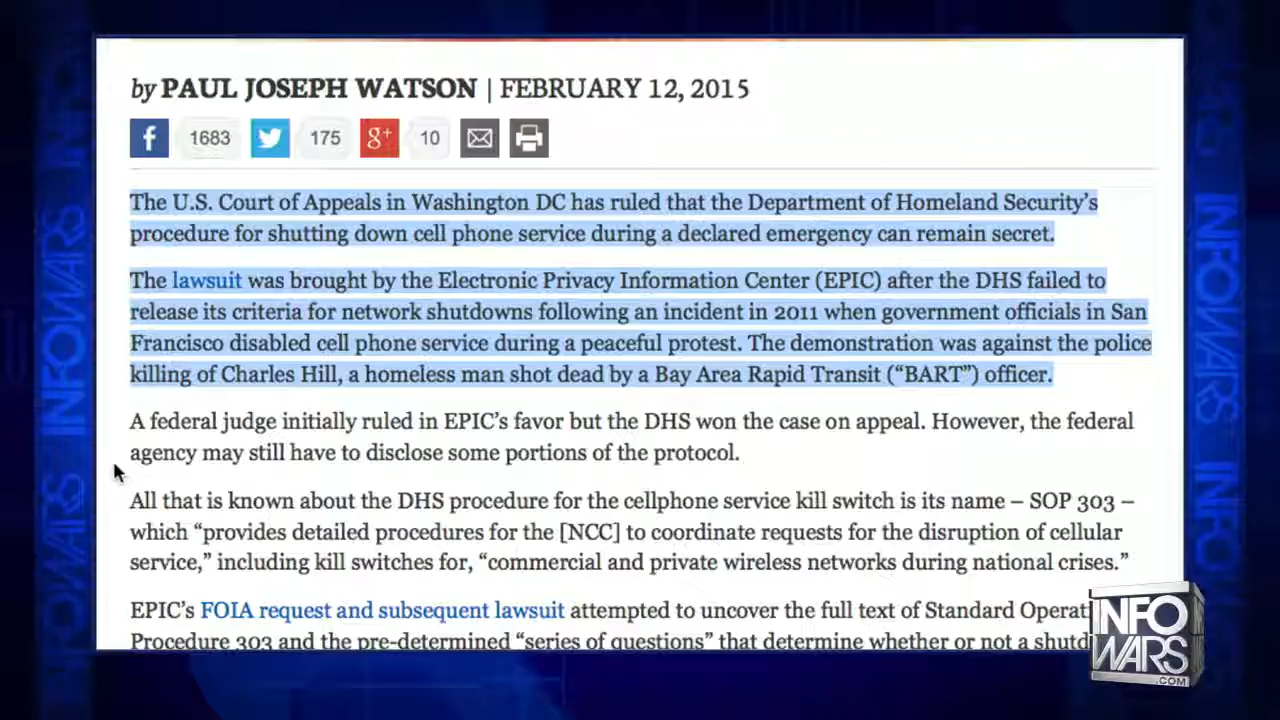 by PAUL JOSEPH WATSON | FEBRUARY 12, 2015
f 1683 175 g+ 10
The U.S. Court of Appeals in Washington DC has ruled that the Department of Homeland Security's
procedure for shutting down cell phone service during a declared emergency can remain secret.
The lawsuit was brought by the Electronic Privacy Information Center (EPIC) after the DHS failed to
release its criteria for network shutdowns following an incident in 2011 when government officials in San
Francisco disabled cell phone service during a peaceful protest. The demonstration was against the police
killing of Charles Hill, a homeless man shot dead by a Bay Area Rapid Transit (“BART”) officer.
A federal judge initially ruled in EPIC's favor but the DHS won the case on appeal. However, the federal
agency may still have to disclose some portions of the protocol.
All that is known about the DHS procedure for the cellphone service kill switch is its name – SOP 303 –
which “provides detailed procedures for the [NCC] to coordinate requests for the disruption of cellular
service,” including kill switches for, “commercial and private wireless networks during national crises.”
EPIC's FOIA request and subsequent lawsuit attempted to uncover the full text of Standard Operati
Procedure 303 and the pre-determined “series of questions” that determine whether or not a shutd
INFO
WARS
.COM
INFOWARS
INFOWARS